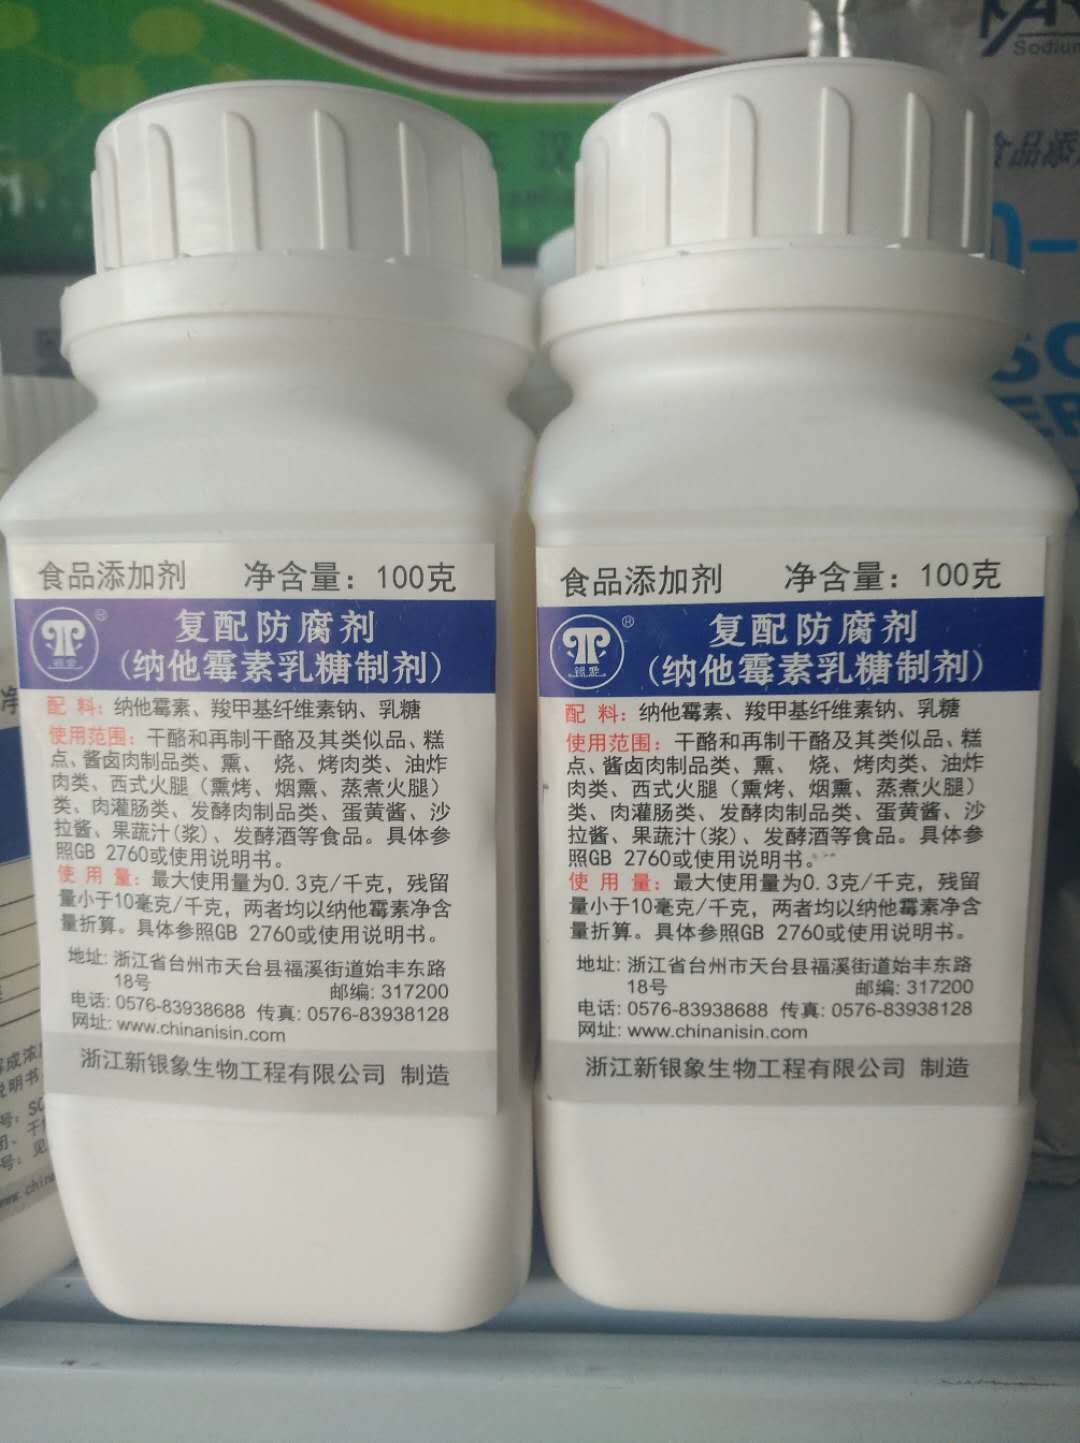 Sodium
食品添
汉
食品添加剂 净含量：100克
复配防腐剂
(纳他霉素乳糖制剂)
银象
®
配 料：纳他霉素、羧甲基纤维素钠、乳糖
使用范围：干酪和再制干酪及其类似品、糕
点、酱卤肉制品类、熏、 烧、烤肉类、油炸
肉类、西式火腿（熏烤、烟熏、蒸煮火腿）
类、肉灌肠类、发酵肉制品类、蛋黄酱、沙
拉酱、果蔬汁(浆)、发酵酒等食品。具体参
照GB 2760或使用说明书。
使 用 量：最大使用量为0.3克/千克，残留
量小于10毫克/千克，两者均以纳他霉素净含
量折算。具体参照GB 2760或使用说明书。
地址: 浙江省台州市天台县福溪街道始丰东路
18号 邮编: 317200
电话: 0576-83938688 传真: 0576-83938128
网址: www.chinanisin.com
浙江新银象生物工程有限公司 制造
食品添加剂 净含量：100克
复配防腐剂
(纳他霉素乳糖制剂)
银象
®
配 料：纳他霉素、羧甲基纤维素钠、乳糖
使用范围：干酪和再制干酪及其类似品、糕
点、酱卤肉制品类、熏、 烧、烤肉类、油炸
肉类、西式火腿（熏烤、烟熏、蒸煮火腿）
类、肉灌肠类、发酵肉制品类、蛋黄酱、沙
拉酱、果蔬汁(浆)、发酵酒等食品。具体参
照GB 2760或使用说明书。
使 用 量：最大使用量为0.3克/千克，残留
量小于10毫克/千克，两者均以纳他霉素净含
量折算。具体参照GB 2760或使用说明书。
地址: 浙江省台州市天台县福溪街道始丰东路
18号 邮编: 317200
电话: 0576-83938688 传真: 0576-83938128
网址: www.chinanisin.com
浙江新银象生物工程有限公司 制造
净
说明书
号: SC
号: 见
www.chin